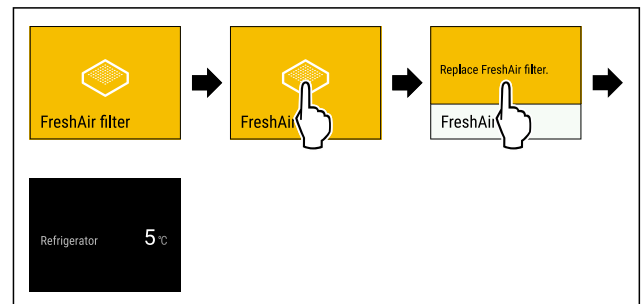 FreshAir filter
FreshAi
Replace FreshAir filter.
FreshAi
Refrigerator 5 °C